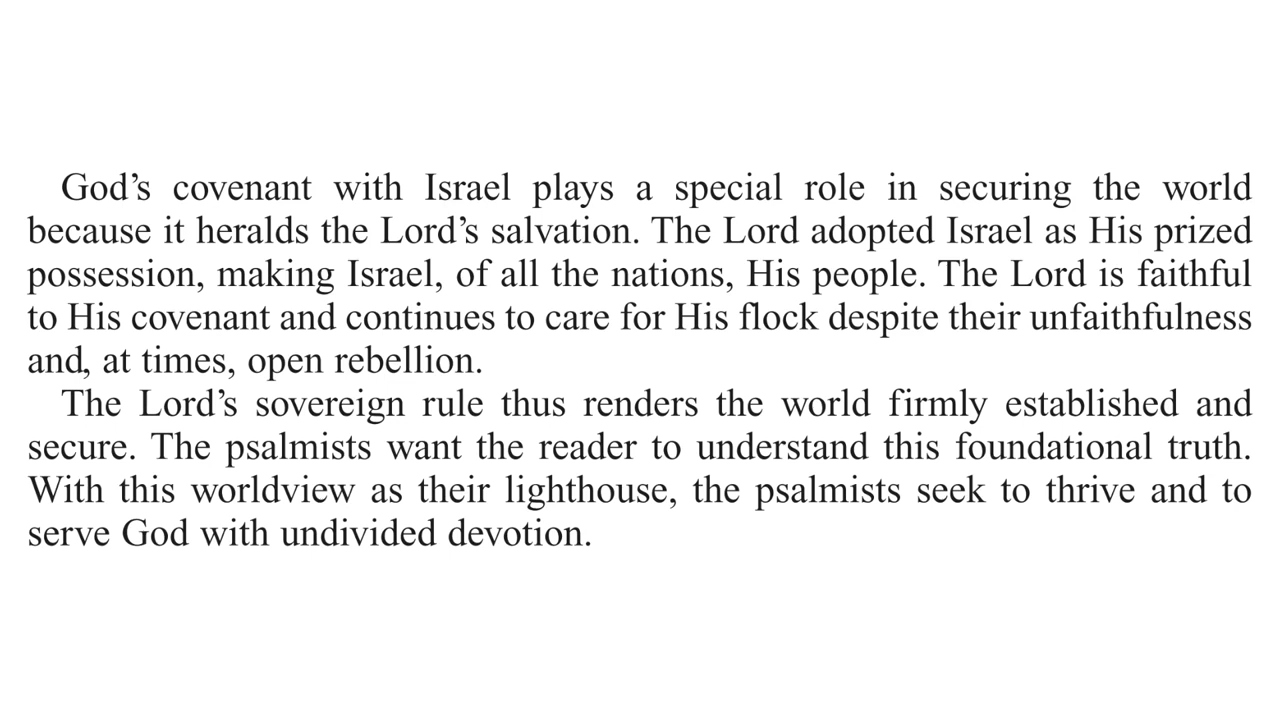 God’s covenant with Israel plays a special role in securing the world
because it heralds the Lord’s salvation. The Lord adopted Israel as His prized
possession, making Israel, of all the nations, His people. The Lord is faithful
to His covenant and continues to care for His flock despite their unfaithfulness
and, at times, open rebellion.
The Lord’s sovereign rule thus renders the world firmly established and
secure. The psalmists want the reader to understand this foundational truth.
With this worldview as their lighthouse, the psalmists seek to thrive and to
serve God with undivided devotion.